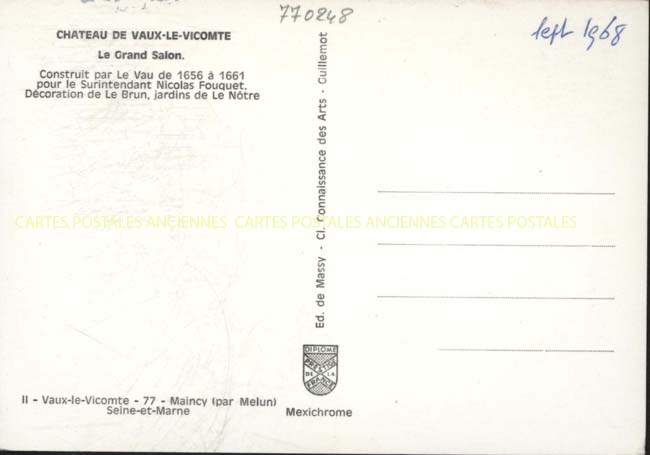 770248
sept 1968
CHATEAU DE VAUX-LE-VICOMTE
Le Grand Salon.
Construit par Le Vau de 1656 à 1661
pour le Surintendant Nicolas Fouquet.
Décoration de Le Brun, jardins de Le Nôtre
Ed. de Massy - Cl. Connaissance des Arts - Guillemot
CARTES POSTALES ANCIENNES CARTES POSTALES ANCIENNES CARTES POSTALES
DIPLOME
PRESTIGE
DE LA
FRANCE
II - Vaux-le-Vicomte - 77 - Maincy (par Melun)
Seine-et-Marne
Mexichrome